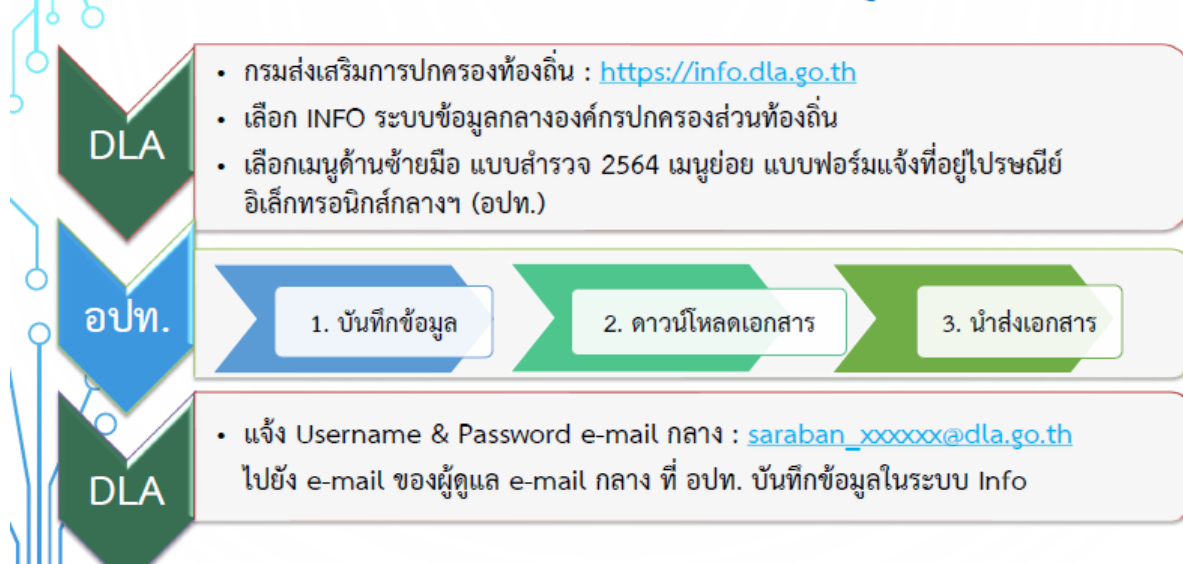 DLA
• กรมส่งเสริมการปกครองท้องถิ่น : https://info.dla.go.th
• เลือก INFO ระบบข้อมูลกลางองค์กรปกครองส่วนท้องถิ่น
• เลือกเมนูด้านซ้ายมือ แบบสำรวจ 2564 เมนูย่อย แบบฟอร์มแจ้งที่อยู่ไปรษณีย์
อิเล็กทรอนิกส์กลางฯ (อปท.)
อปท.
1. บันทึกข้อมูล
2. ดาวน์โหลดเอกสาร
3. นำส่งเอกสาร
DLA
• แจ้ง Username & Password e-mail กลาง : saraban_xxxxxx@dla.go.th
ไปยัง e-mail ของผู้ดูแล e-mail กลาง ที่ อปท. บันทึกข้อมูลในระบบ Info